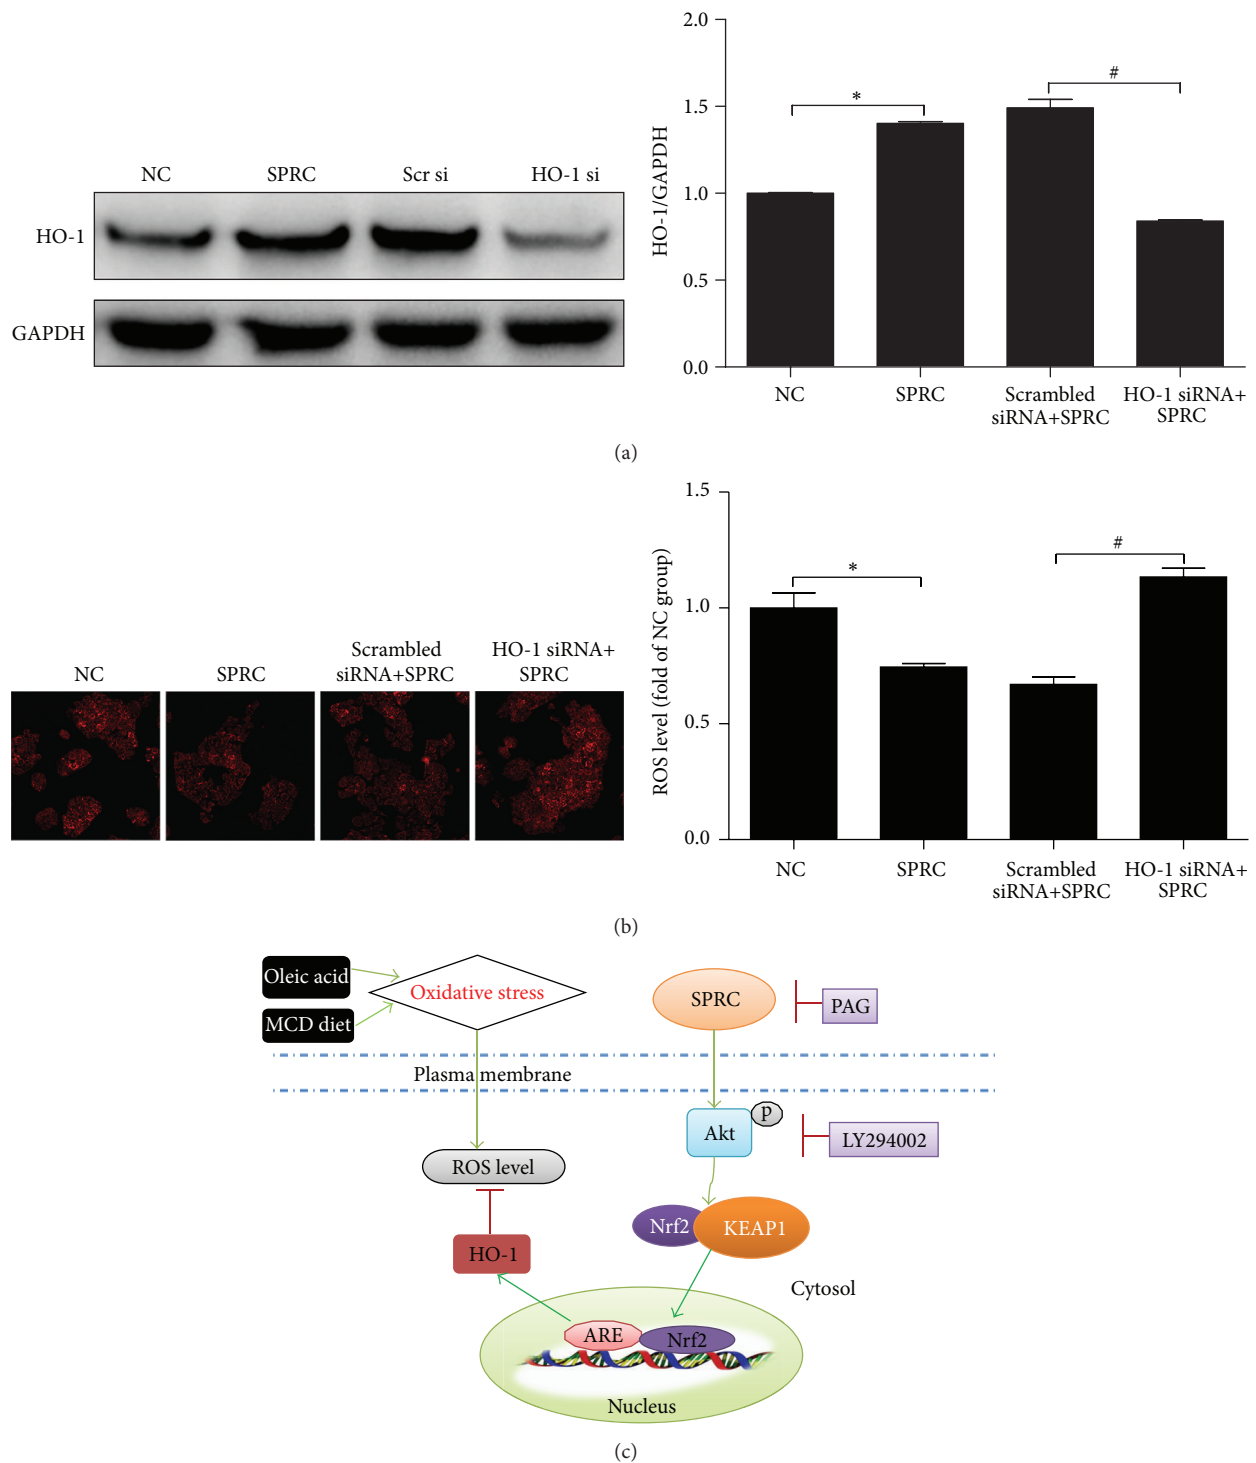 NC SPRC Scr si HO-1 si
HO-1
GAPDH
2.0
1.5
1.0
0.5
0.0
HO-1/GAPDH
*
#
NC
SPRC
Scrambled
siRNA+SPRC
HO-1 siRNA+
SPRC
(a)
NC
SPRC
Scrambled
siRNA+SPRC
HO-1 siRNA+
SPRC
1.5
1.0
0.5
0.0
ROS level (fold of NC group)
*
#
NC
SPRC
Scrambled
siRNA+SPRC
HO-1 siRNA+
SPRC
(b)
Oleic acid
MCD diet
Oxidative stress
SPRC
PAG
Plasma membrane
P
Akt
LY294002
ROS level
Nrf2
KEAP1
HO-1
Cytosol
ARE
Nrf2
Nucleus
(c)